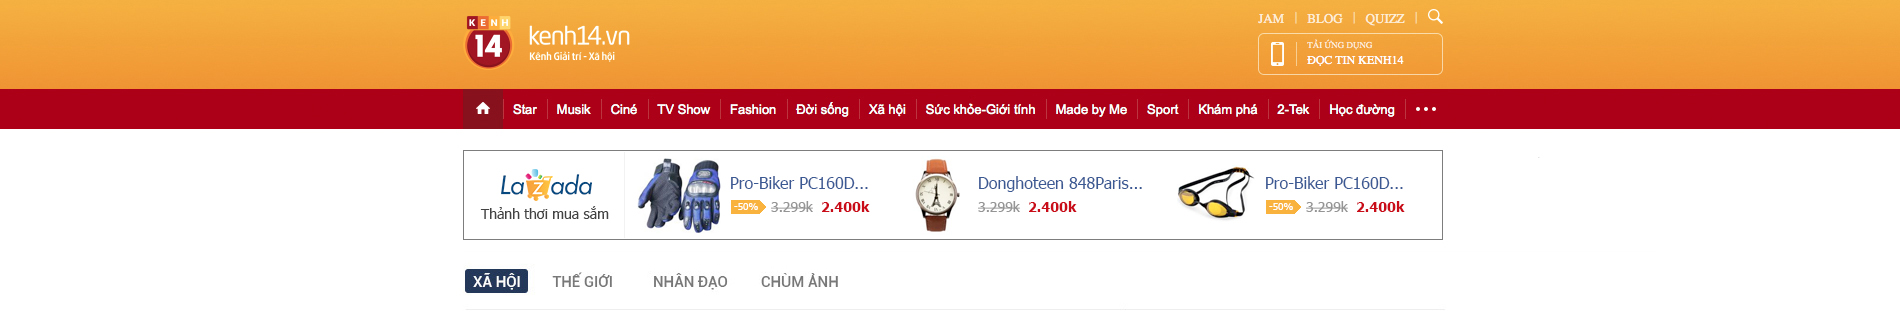 KENH
14
kenh14.vn
Kênh Giải trí - Xã hội
JAM | BLOG | QUIZZ |
TẢI ỨNG DỤNG
ĐỌC TIN KENH14
Star | Musik | Ciné | TV Show | Fashion | Đời sống | Xã hội | Sức khỏe-Giới tính | Made by Me | Sport | Khám phá | 2-Tek | Học đường | •••
Lazada
Thảnh thơi mua sắm
Pro-Biker PC160D...
-50% 3.299k 2.400k
Donghoteen 848Paris...
3.299k 2.400k
Pro-Biker PC160D...
-50% 3.299k 2.400k
XÃ HỘI THẾ GIỚI NHÂN ĐẠO CHÙM ẢNH